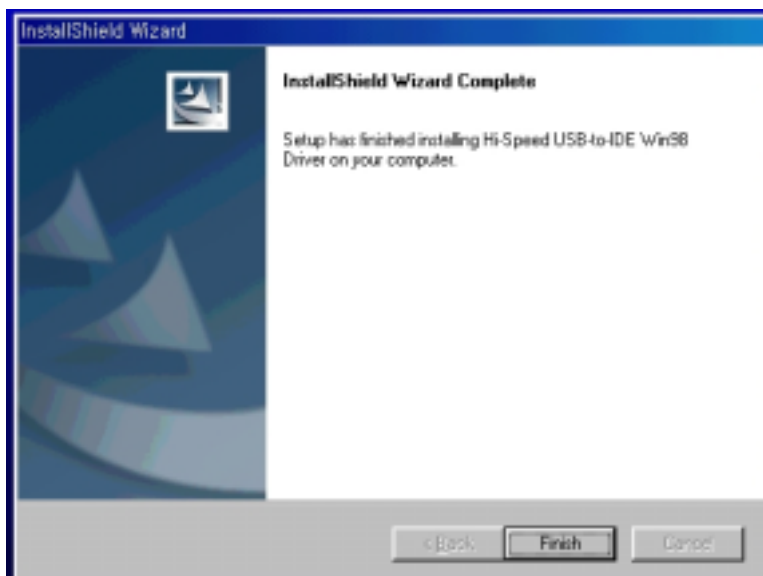 InstallShield Wizard
InstallShield Wizard Complete
Setup has finished installing Hi-Speed USB-to-IDE Win98
Driver on your computer.
< Back
Finish
Cancel